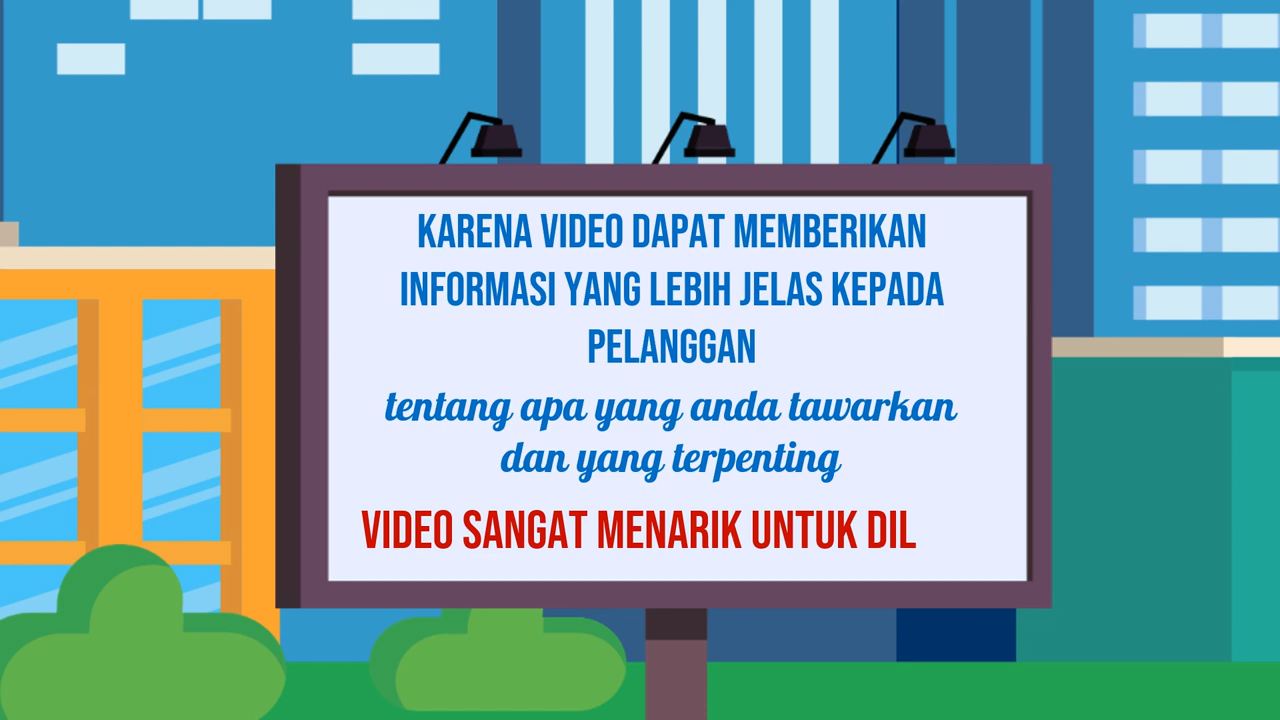 KARENA VIDEO DAPAT MEMBERIKAN
INFORMASI YANG LEBIH JELAS KEPADA
PELANGGAN
tentang apa yang anda tawarkan
dan yang terpenting
VIDEO SANGAT MENARIK UNTUK DIL